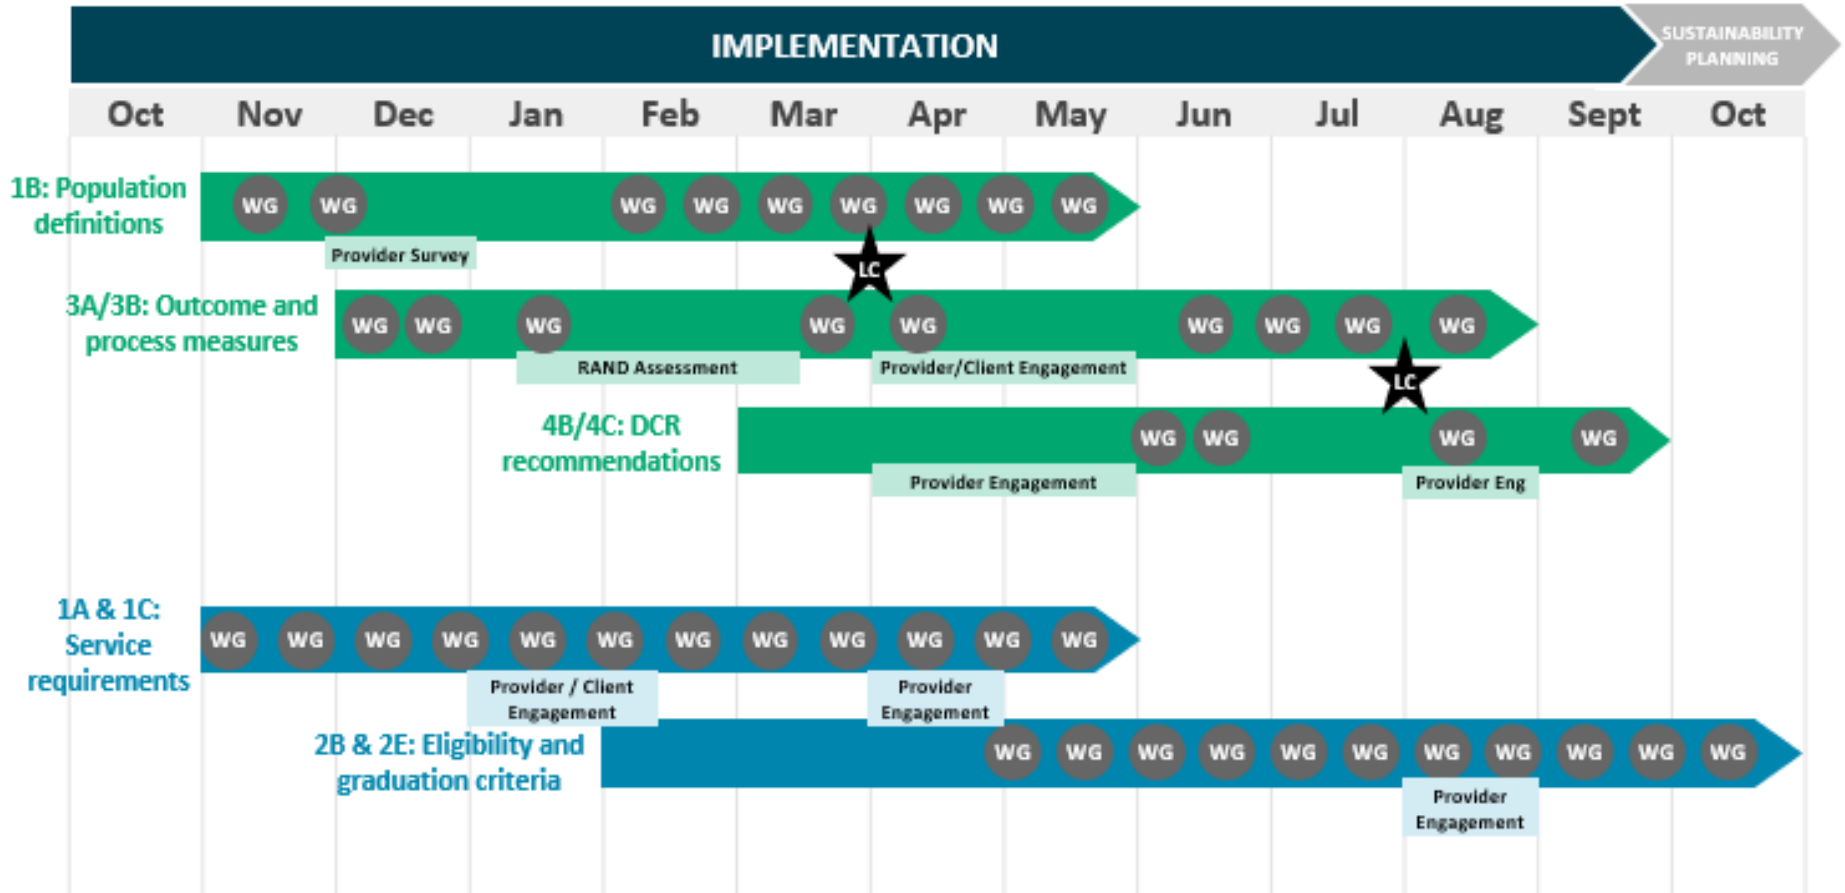 IMPLEMENTATION
SUSTAINABILITY
PLANNING
Oct Nov Dec Jan Feb Mar Apr May Jun Jul Aug Sept Oct
1B: Population
definitions
WG WG WG WG WG WG WG WG WG
Provider Survey
LC
3A/3B: Outcome and
process measures
WG WG WG WG WG WG WG WG WG
RAND Assessment
Provider/Client Engagement
LC
4B/4C: DCR
recommendations
WG WG WG WG
Provider Engagement
Provider Eng
1A & 1C:
Service
requirements
WG WG WG WG WG WG WG WG WG WG WG WG
Provider / Client
Engagement
Provider
Engagement
2B & 2E: Eligibility and
graduation criteria
WG WG WG WG WG WG WG WG WG WG WG
Provider
Engagement